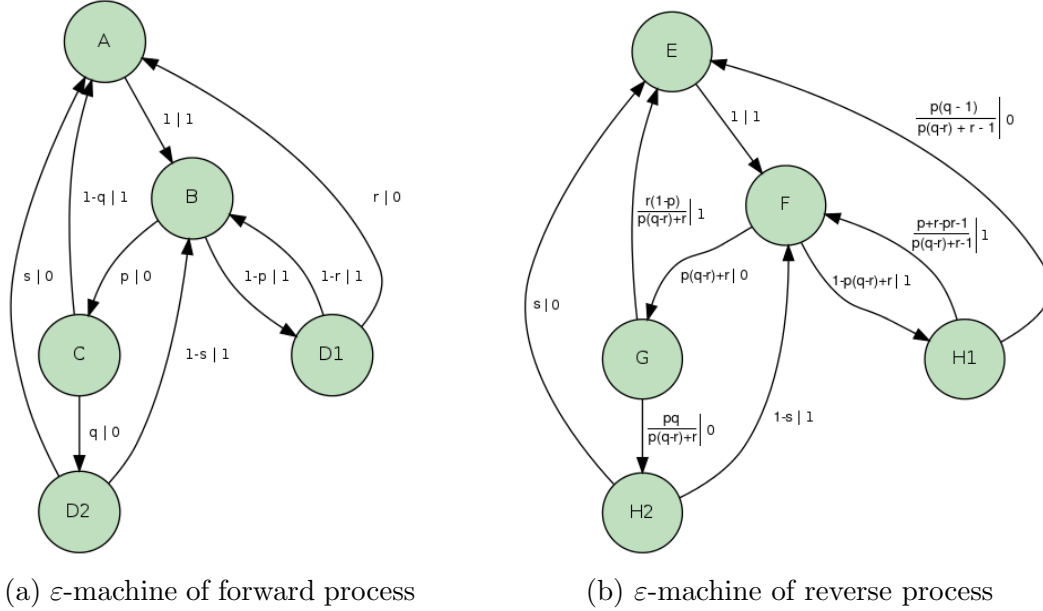 A
1 | 1
B
1-q | 1
r | 0
s | 0
p | 0
1-p | 1
1-r | 1
C
1-s | 1
D1
q | 0
D2
(a) ε-machine of forward process
E
1 | 1
p(q - 1)
p(q-r) + r - 1 | 0
F
r(1-p)
p(q-r)+r | 1
p+r-pr-1
p(q-r)+r-1 | 1
p(q-r)+r | 0
1-p(q-r)+r | 1
s | 0
G
H1
pq
p(q-r)+r | 0
1-s | 1
H2
(b) ε-machine of reverse process